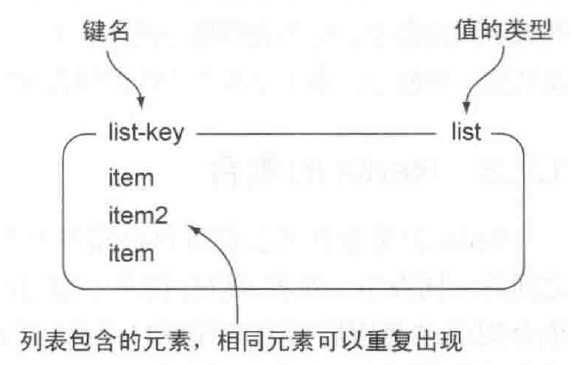 键名 值的类型
list-key list
item
item2
item
列表包含的元素，相同元素可以重复出现